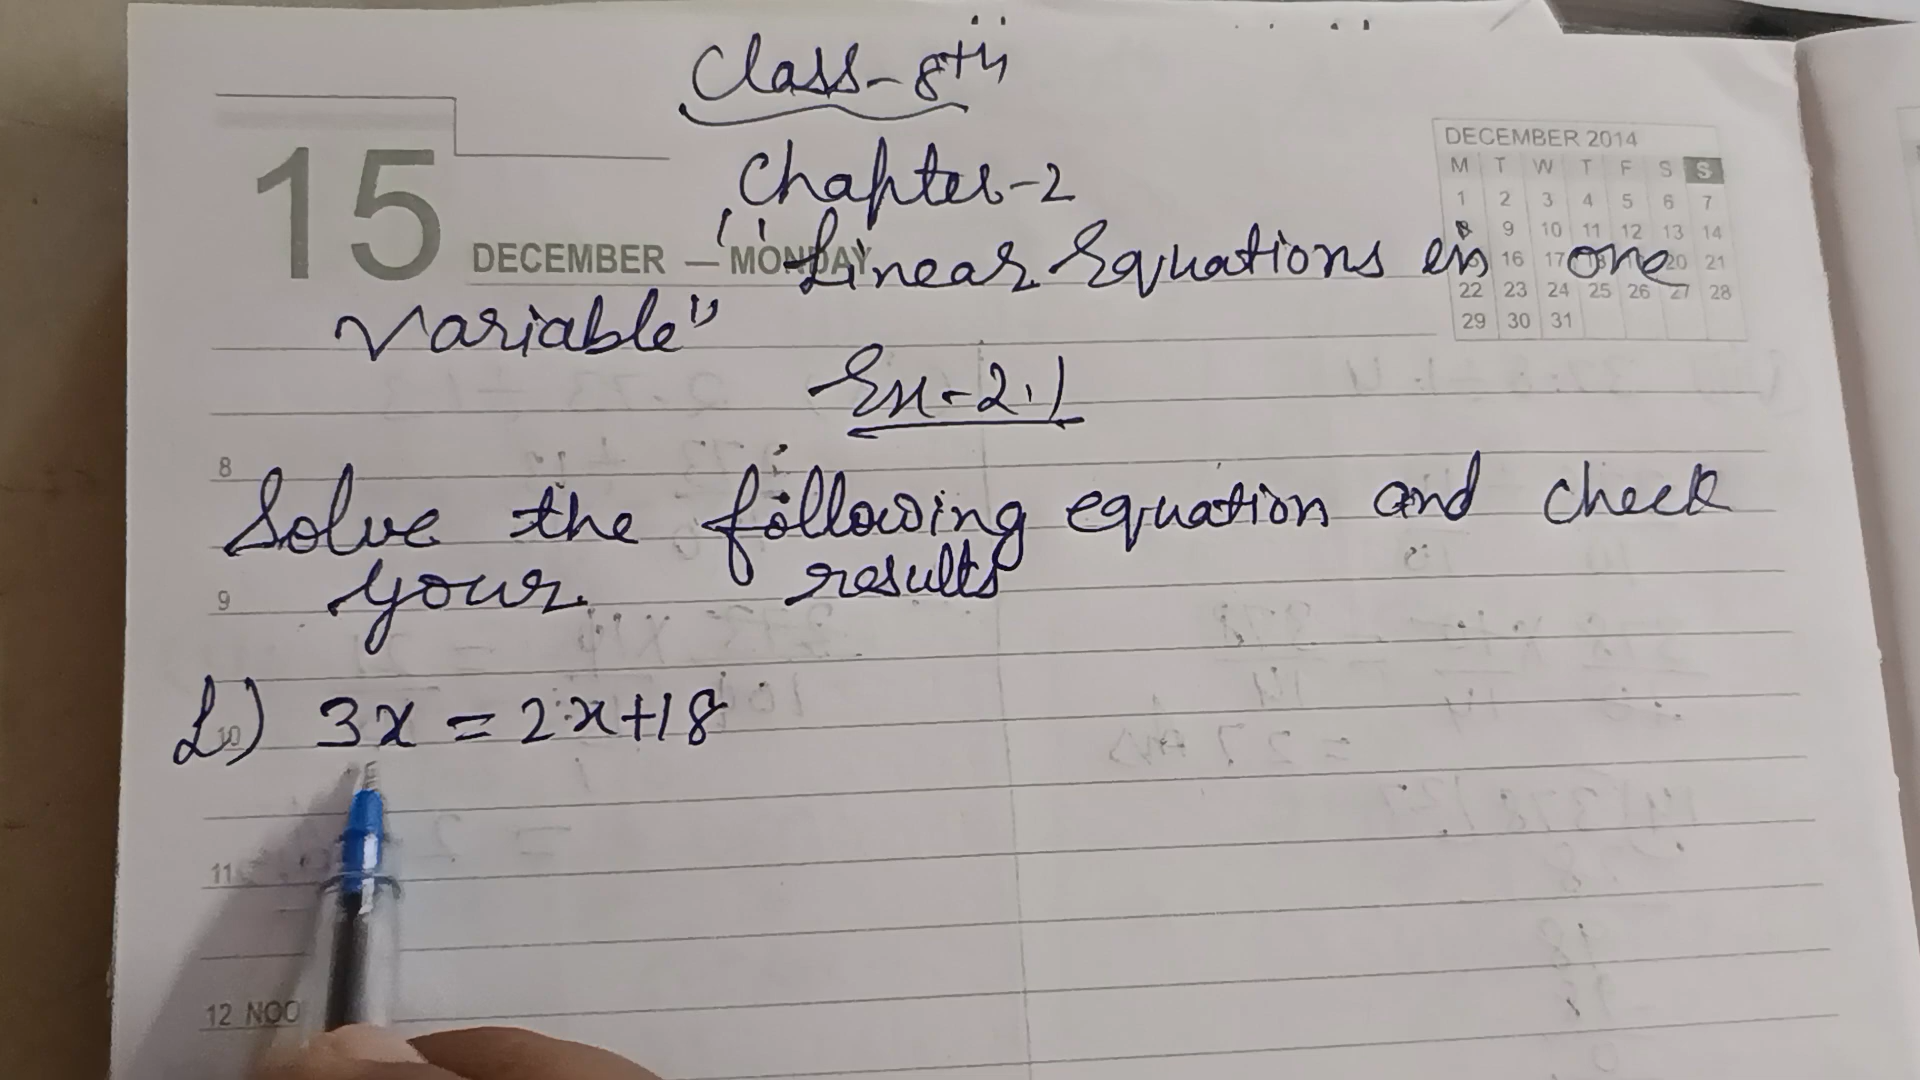 Class-8th
Chapter-2
15 DECEMBER — MONDAY
"Linear Equations in one
Variable"
DECEMBER 2014
M T W T F S S
1 2 3 4 5 6 7
8 9 10 11 12 13 14
16 17 20 21
22 23 24 25 26 27 28
29 30 31
Ex-2.1
8
Solve the following equation and check
9
your results
10
1) 3x = 2x+18
11
12 NOO